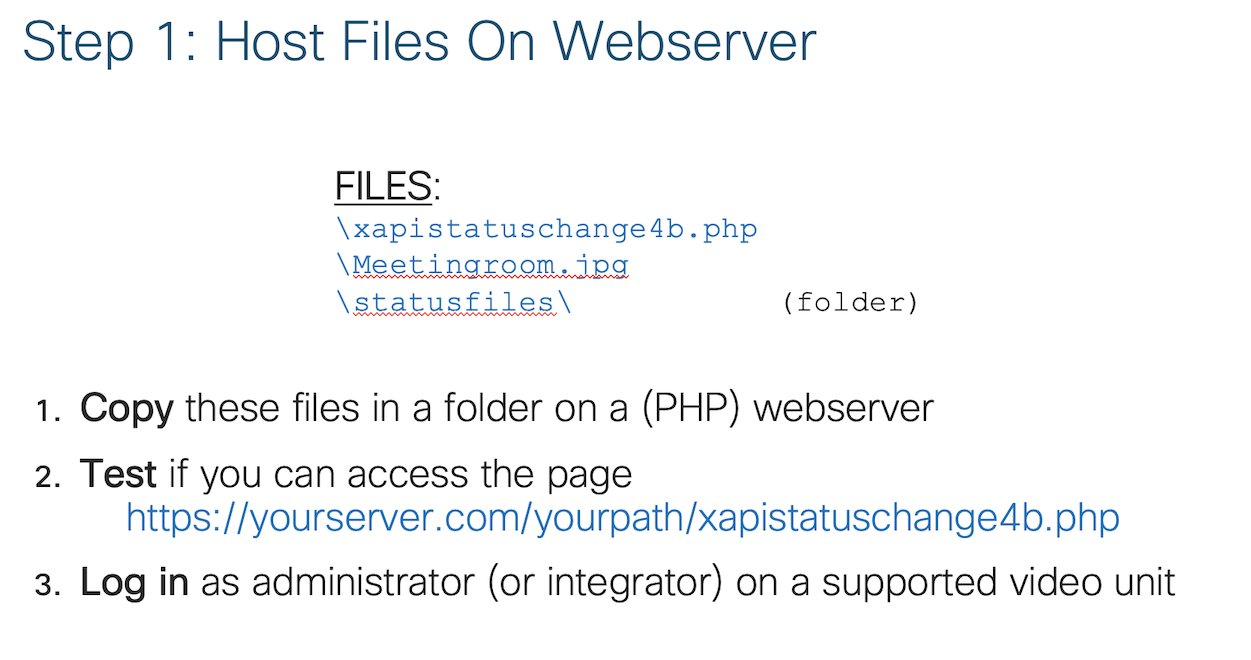 Step 1: Host Files On Webserver
FILES:
\xapistatuschange4b.php
\Meetingroom.jpg
\statusfiles\ (folder)
1. Copy these files in a folder on a (PHP) webserver
2. Test if you can access the page
https://yourserver.com/yourpath/xapistatuschange4b.php
3. Log in as administrator (or integrator) on a supported video unit